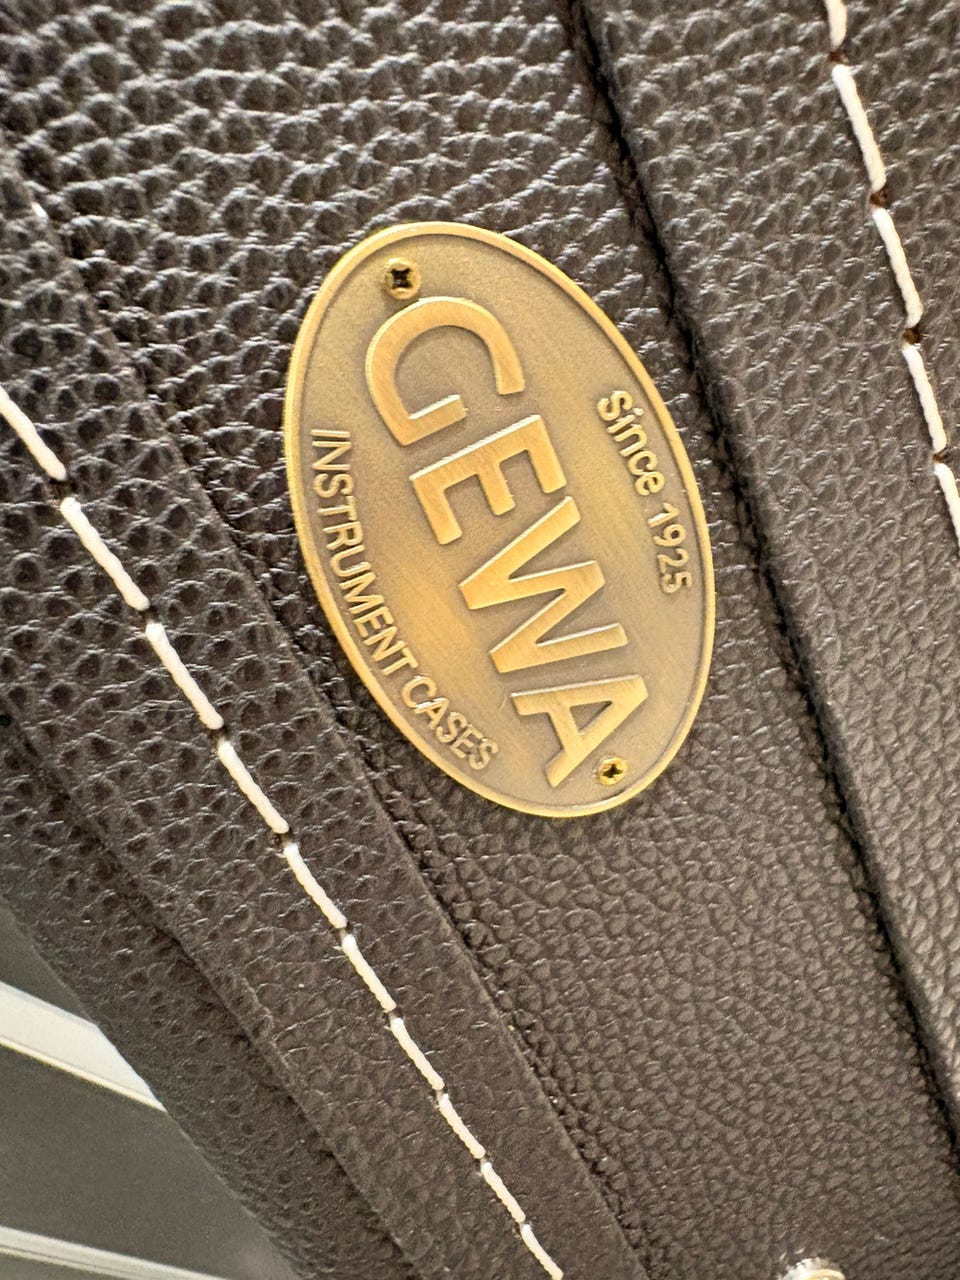 Since 1925
GEWA
INSTRUMENT CASES